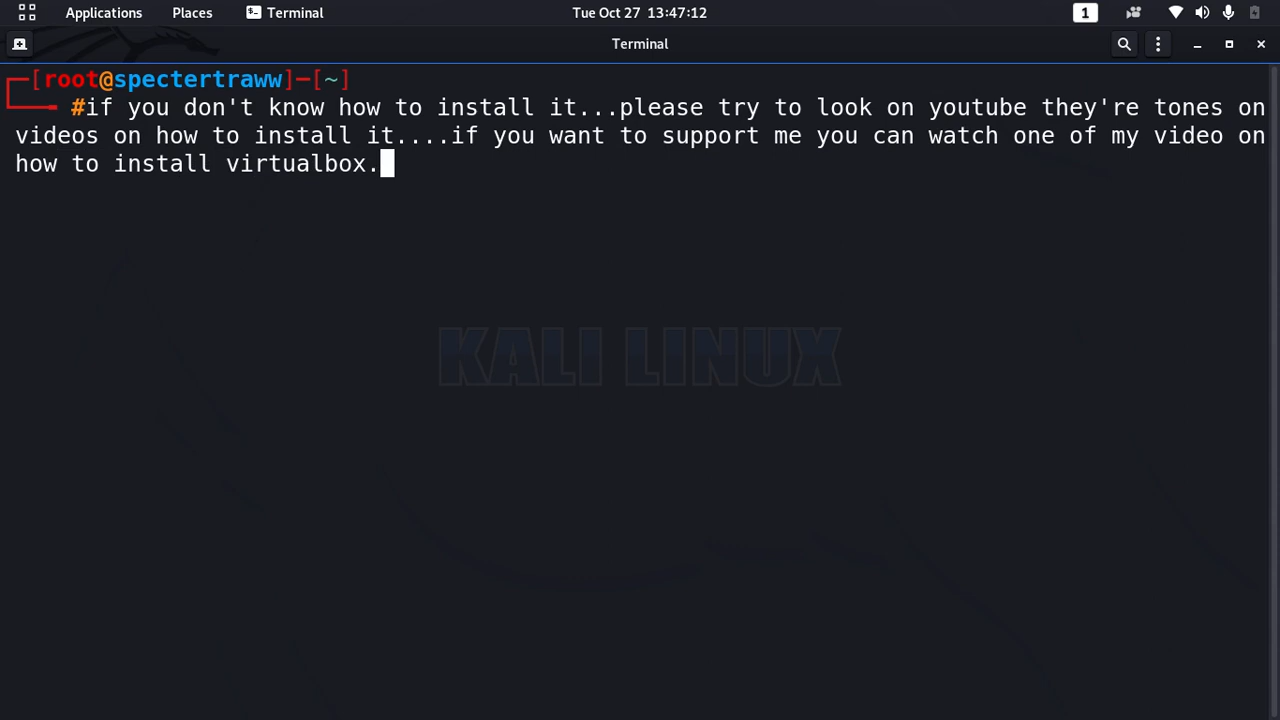 Applications Places Terminal Tue Oct 27 13:47:12 1
Terminal
[root@spectertraww]-[~]
#if you don't know how to install it...please try to look on youtube they're tones on
videos on how to install it....if you want to support me you can watch one of my video on
how to install virtualbox.
KALI LINUX